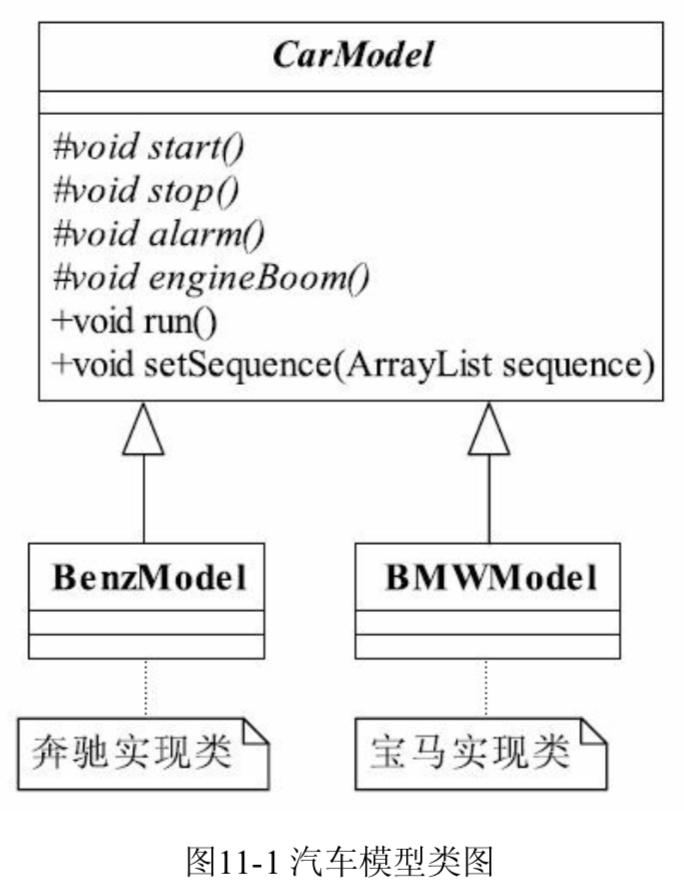 CarModel
#void start()
#void stop()
#void alarm()
#void engineBoom()
+void run()
+void setSequence(ArrayList sequence)
BenzModel
BMWModel
奔驰实现类
宝马实现类
图11-1 汽车模型类图